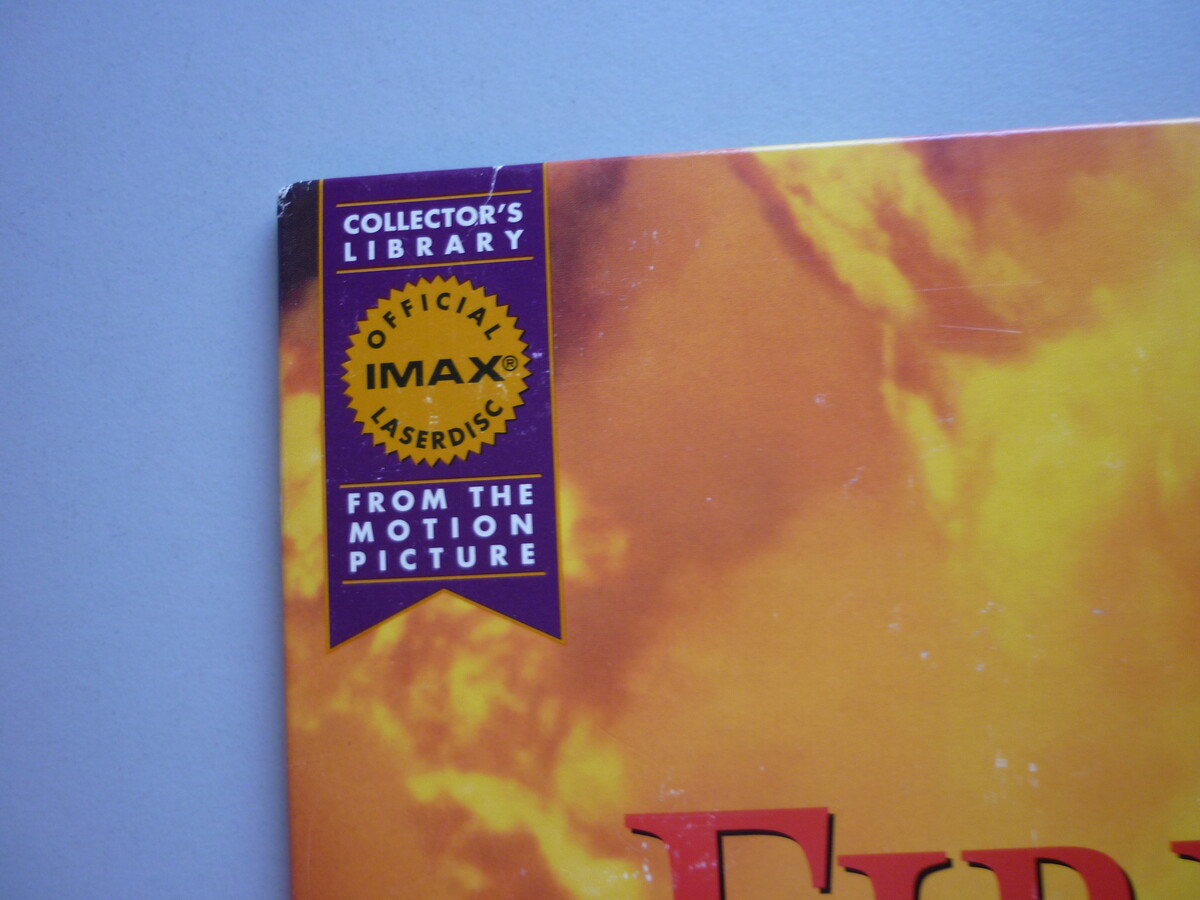 COLLECTOR'S
LIBRARY
OFFICIAL
IMAX®
LASERDISC
FROM THE
MOTION
PICTURE